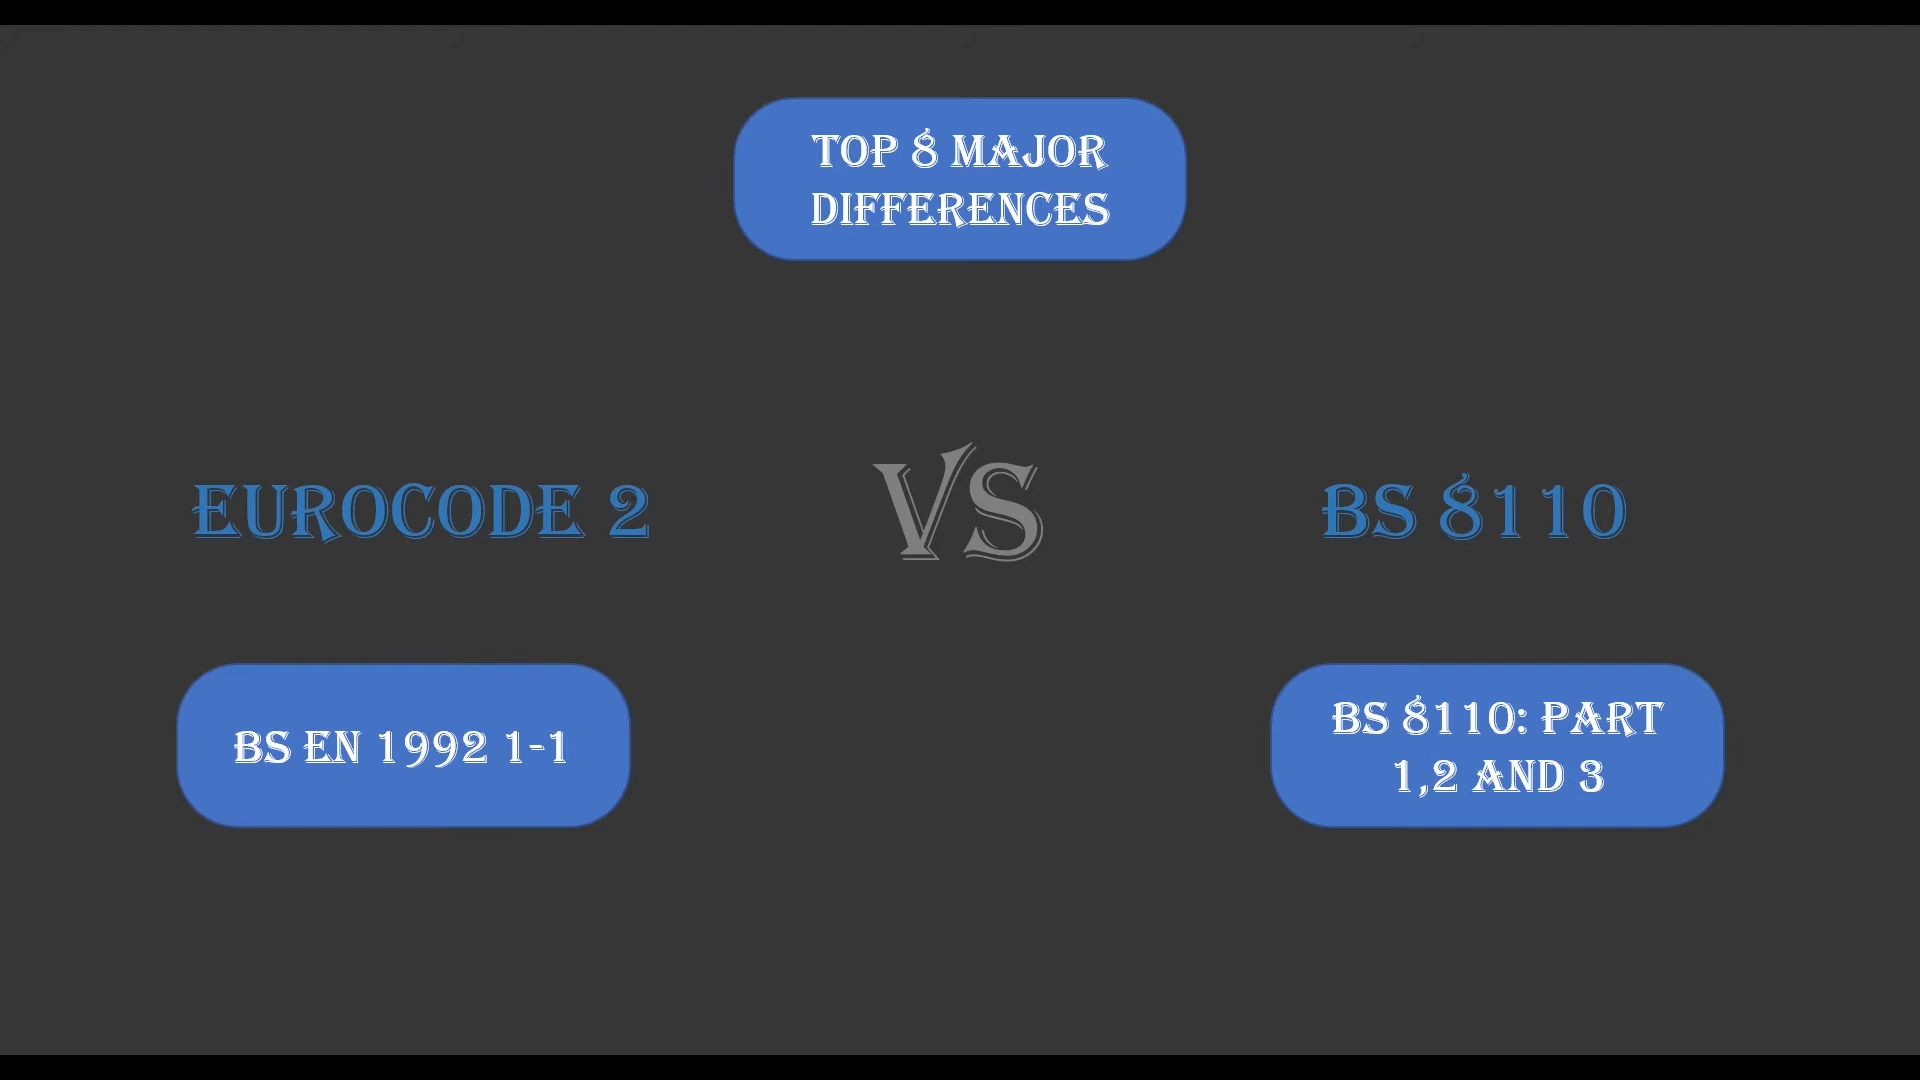 TOP 8 MAJOR
DIFFERENCES
EUROCODE 2
VS
BS 8110
BS EN 1992 1-1
BS 8110: PART
1,2 AND 3